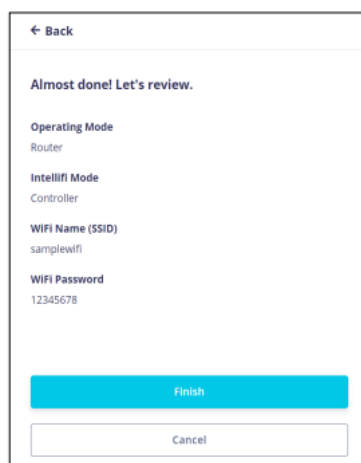 ← Back
Almost done! Let's review.
Operating Mode
Router
Intellifi Mode
Controller
WiFi Name (SSID)
samplewifi
WiFi Password
12345678
Finish
Cancel